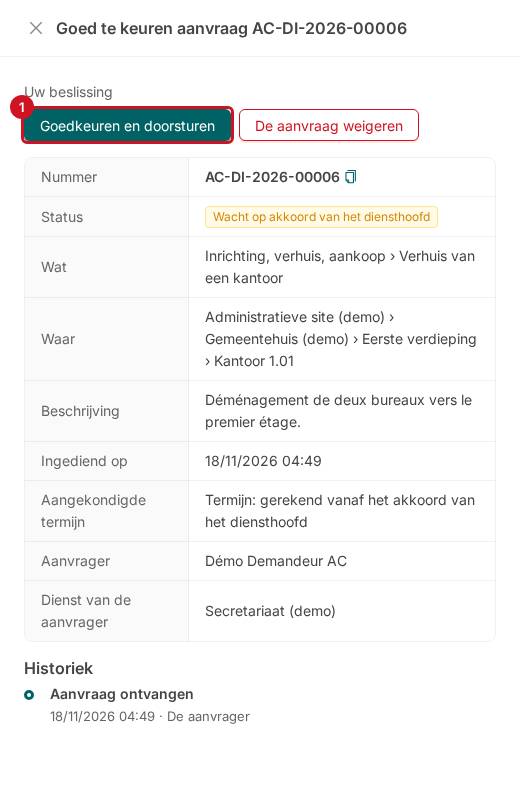 Goed te keuren aanvraag AC-DI-2026-00006
Uw beslissing
1
Goedkeuren en doorsturen
De aanvraag weigeren
Nummer
AC-DI-2026-00006
Status
Wacht op akkoord van het diensthoofd
Wat
Inrichting, verhuis, aankoop › Verhuis van
een kantoor
Waar
Administratieve site (demo) ›
Gemeentehuis (demo) › Eerste verdieping
› Kantoor 1.01
Beschrijving
Déménagement de deux bureaux vers le
premier étage.
Ingediend op
18/11/2026 04:49
Aangekondigde
termijn
Termijn: gerekend vanaf het akkoord van
het diensthoofd
Aanvrager
Démo Demandeur AC
Dienst van de
aanvrager
Secretariaat (demo)
Historiek
Aanvraag ontvangen
18/11/2026 04:49 · De aanvrager